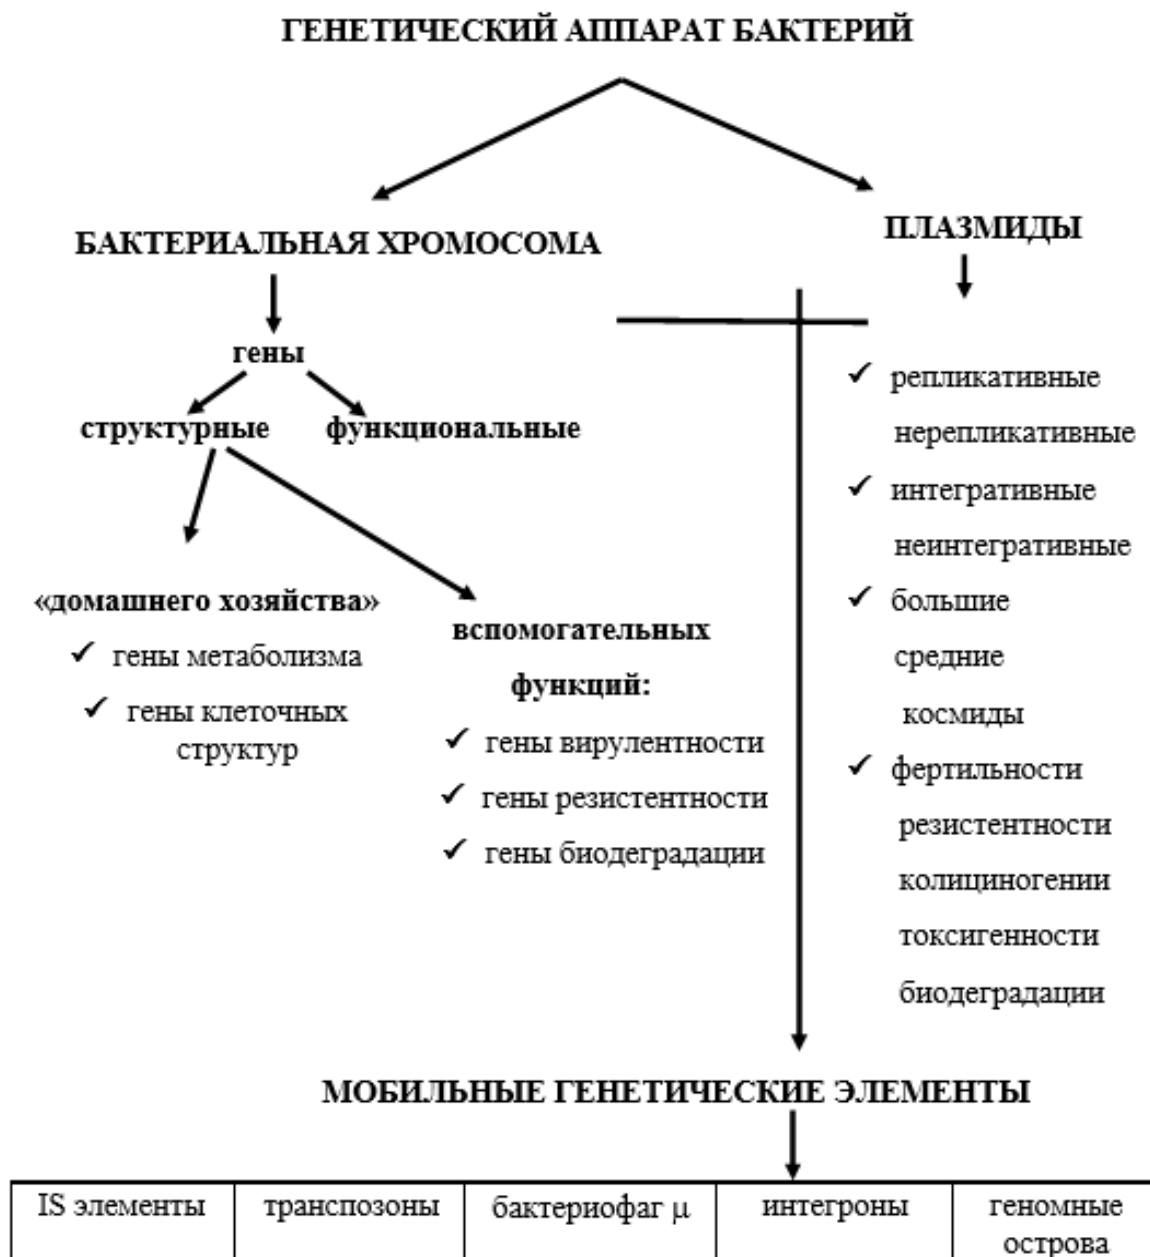 ГЕНЕТИЧЕСКИЙ АППАРАТ БАКТЕРИЙ
БАКТЕРИАЛЬНАЯ ХРОМОСОМА
ПЛАЗМИДЫ
гены
структурные
функциональные
«домашнего хозяйства»
✓ гены метаболизма
✓ гены клеточных
структур
вспомогательных
функций:
✓ гены вирулентности
✓ гены резистентности
✓ гены биодеградации
✓ репликативные
нерепликативные
✓ интегративные
неинтегративные
✓ большие
средние
космиды
✓ фертильности
резистентности
колициногении
токсигенности
биодеградации
МОБИЛЬНЫЕ ГЕНЕТИЧЕСКИЕ ЭЛЕМЕНТЫ
IS элементы
транспозоны
бактериофаг μ
интегроны
геномные
острова